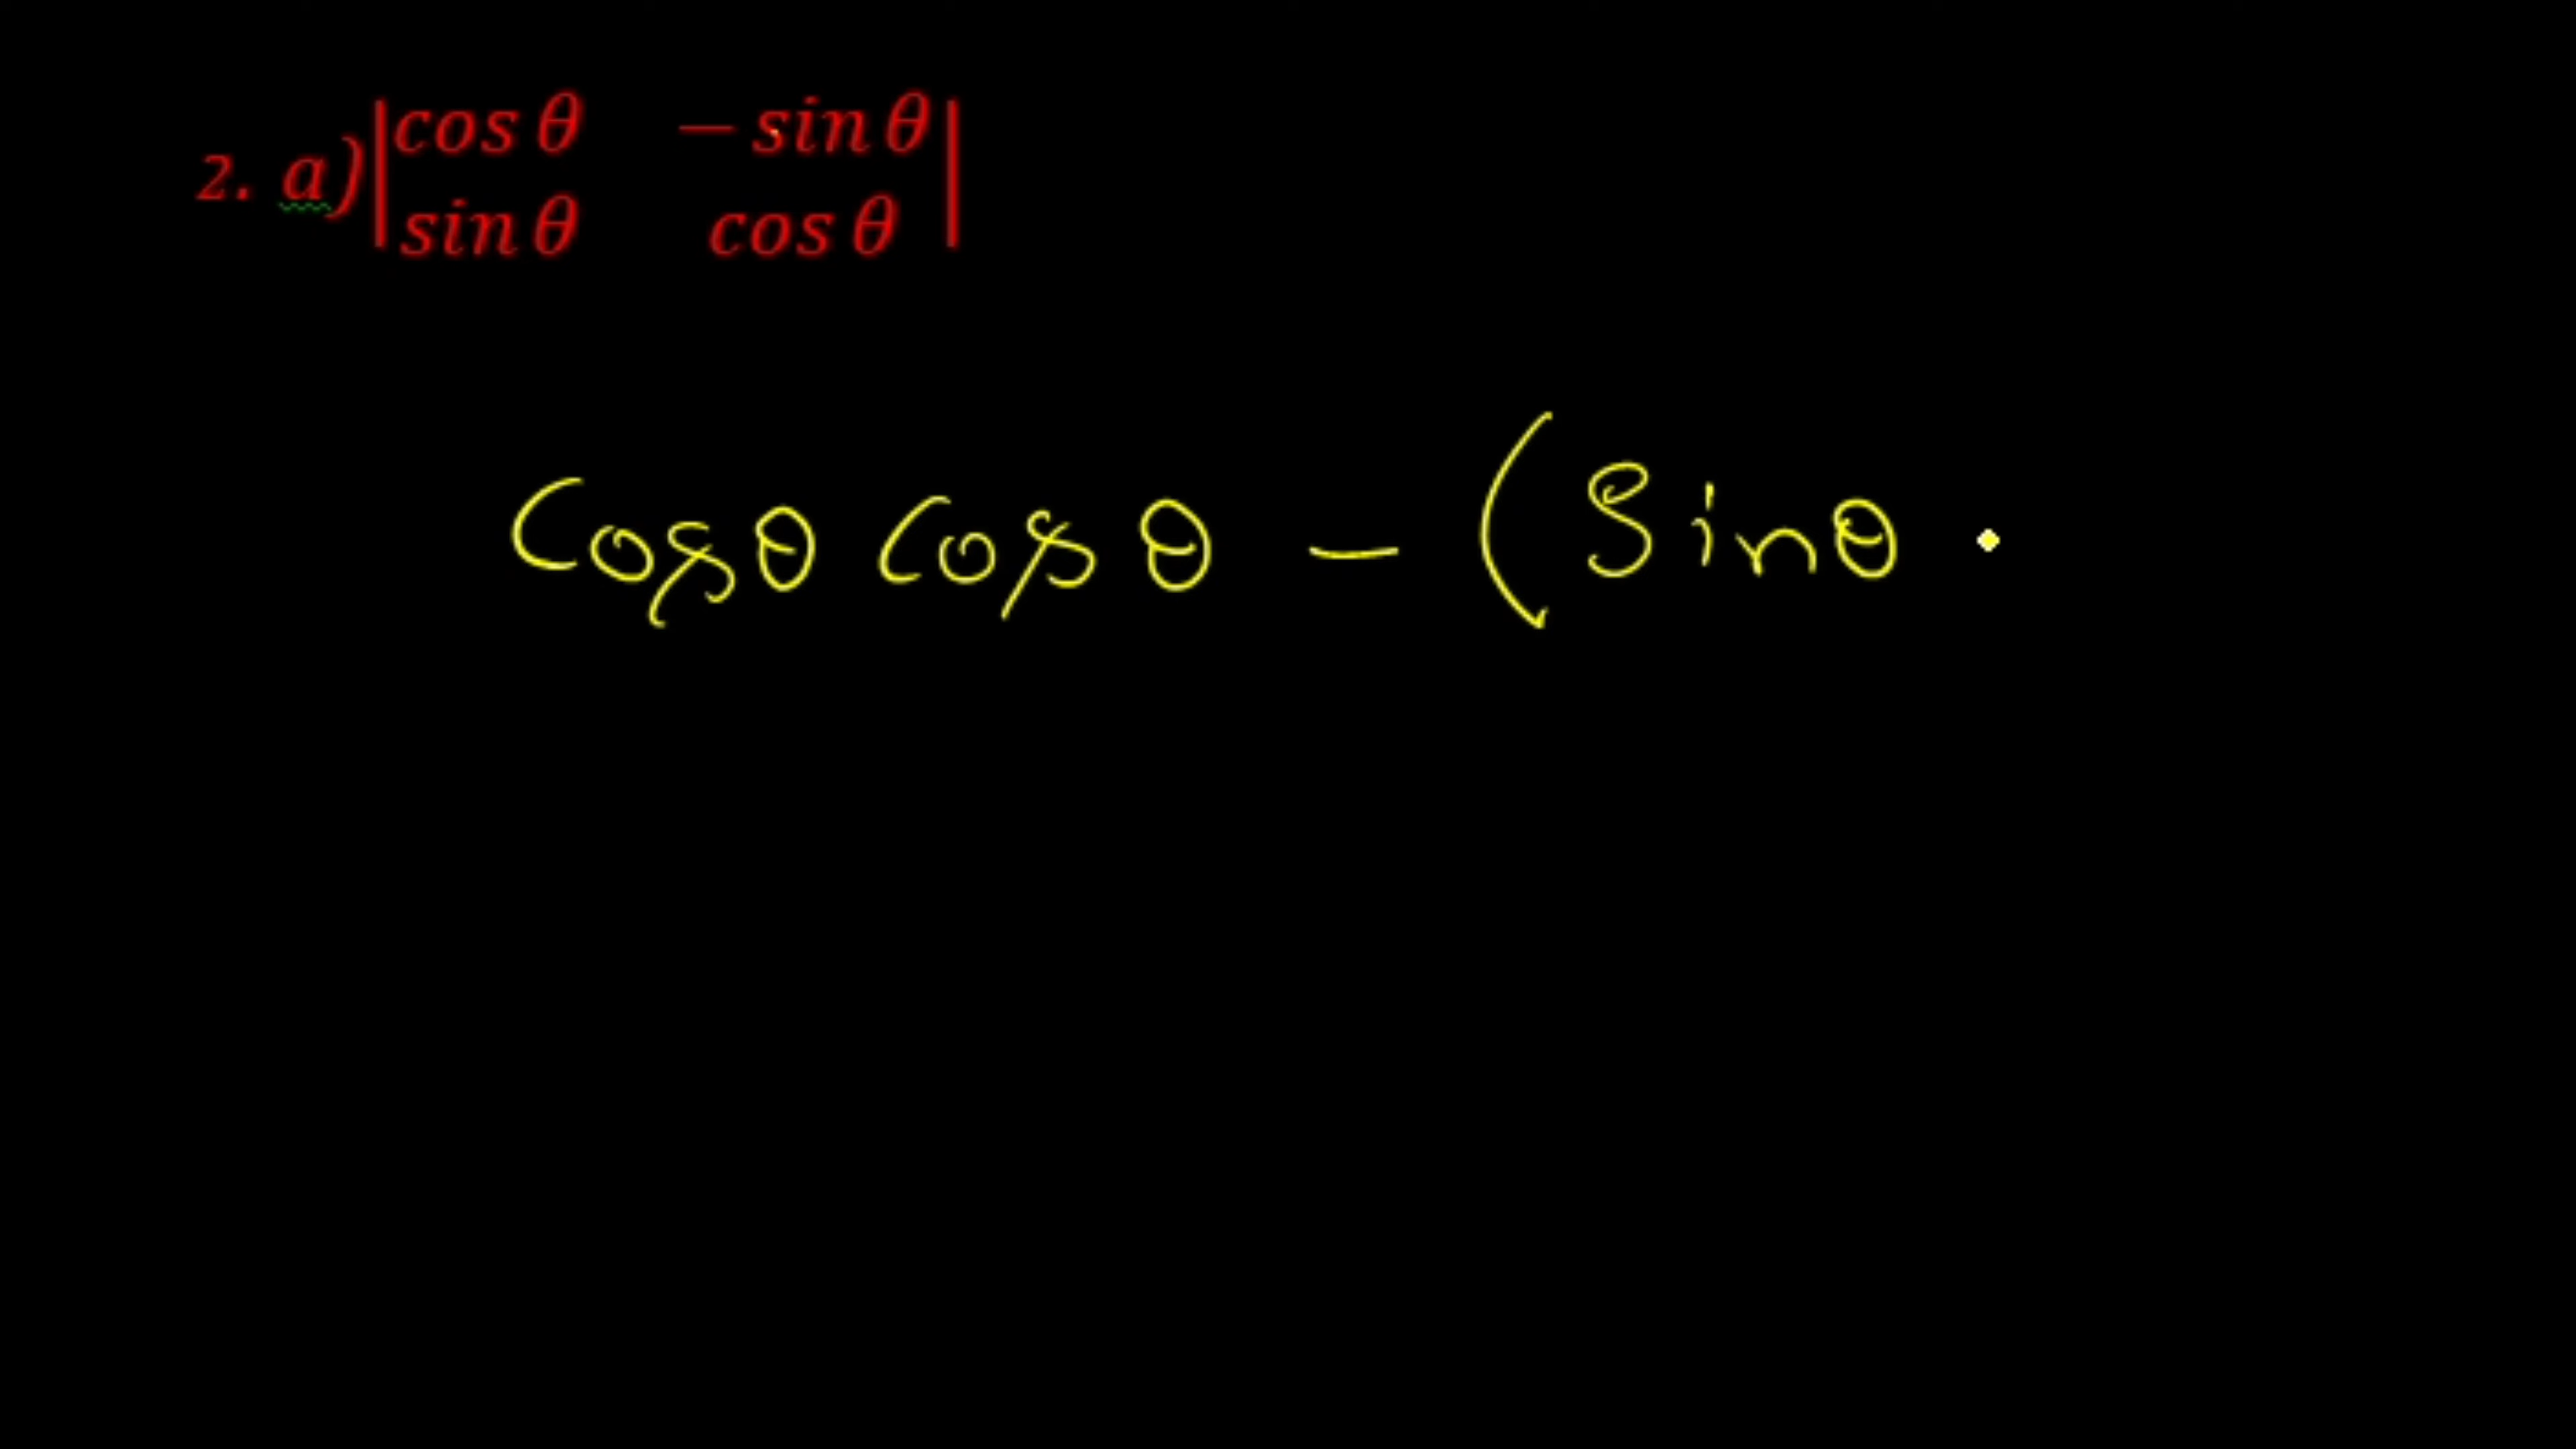 2. a) |cos θ   − sin θ|
|sin θ   cos θ|
Cosθ Cosθ − (Sinθ